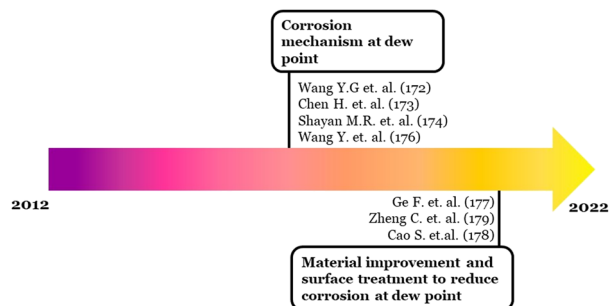 Corrosion
mechanism at dew
point
Wang Y.G et. al. (172)
Chen H. et. al. (173)
Shayan M.R. et. al. (174)
Wang Y. et. al. (176)
2012
2022
Ge F. et. al. (177)
Zheng C. et. al. (179)
Cao S. et.al. (178)
Material improvement and
surface treatment to reduce
corrosion at dew point